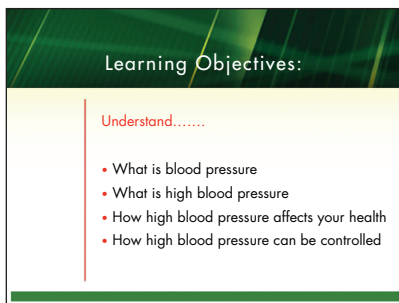 Learning Objectives:
Understand.......
• What is blood pressure
• What is high blood pressure
• How high blood pressure affects your health
• How high blood pressure can be controlled